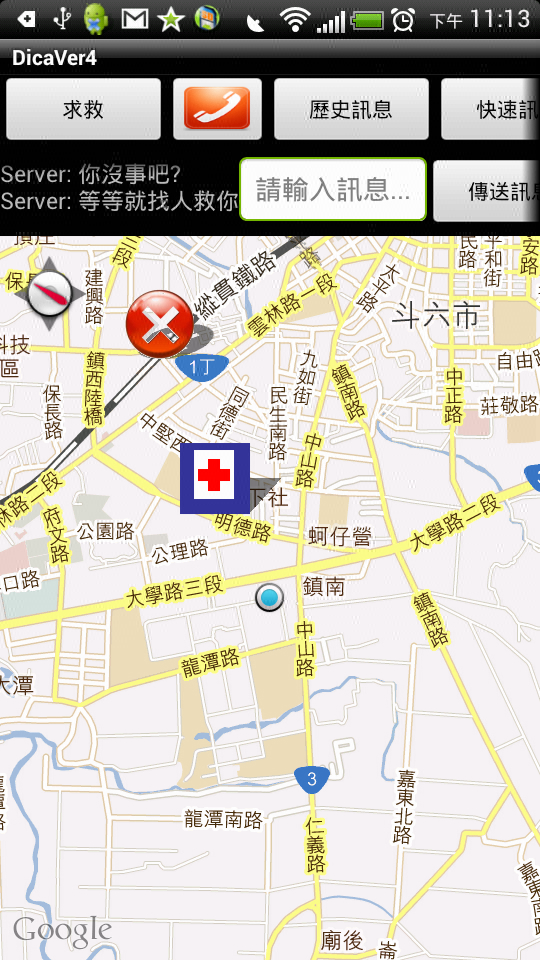 下午 11:13
DicaVer4
求救
歷史訊息
快速訊
Server: 你沒事吧?
Server: 等等就找人救你
請輸入訊息...
傳送訊息
縱貫鐵路
雲林路一段
太平路
民路
平和街
斗六市
建興路
保長路
鎮西陸橋
1丁
九如街
鎮南路
自由路
中正路
莊敬路
同德街
民生南路
中堅西
中山路
下社
林路二段
府文路
公園路
明德路
蚵仔營
大學路二段
公理路
口路
大學路三段
鎮南
鎮南路
中山路
龍潭路
大潭
3
龍潭南路
嘉東北路
仁義路
嘉東南
Google
廟後
崙